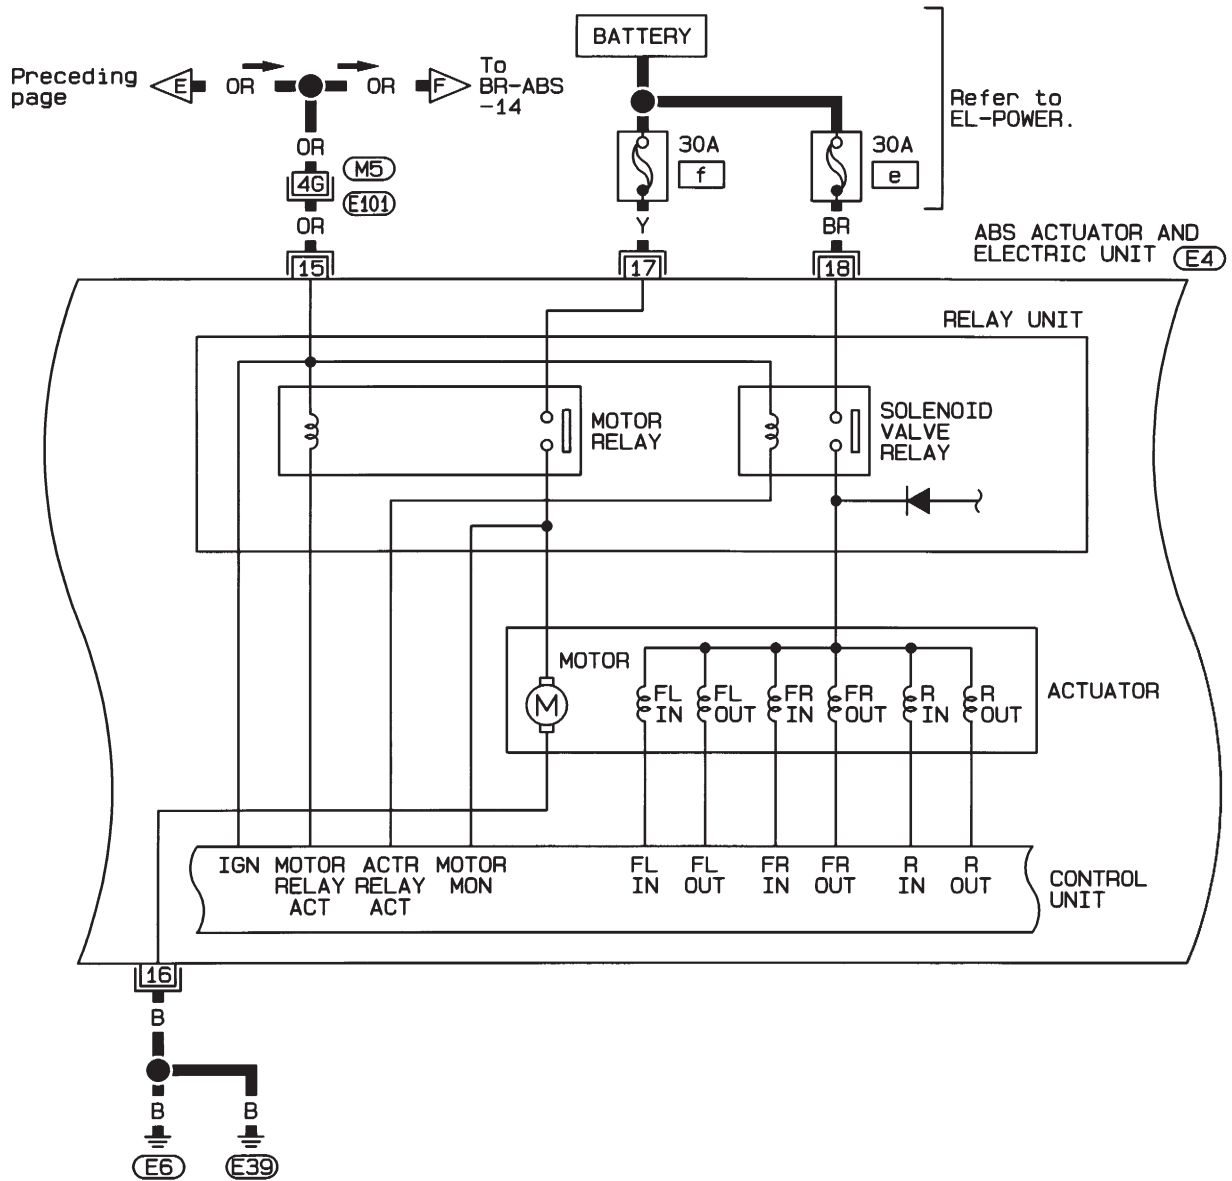 BATTERY
Preceding
page
E
OR
OR
F
To
BR-ABS
-14
Refer to
EL-POWER.
OR
4G
M5
E101
OR
15
30A
f
Y
17
30A
e
BR
18
ABS ACTUATOR AND
ELECTRIC UNIT
E4
RELAY UNIT
MOTOR
RELAY
SOLENOID
VALVE
RELAY
MOTOR
M
FL
IN
FL
OUT
FR
IN
FR
OUT
R
IN
R
OUT
ACTUATOR
IGN
MOTOR
RELAY
ACT
ACTR
RELAY
ACT
MOTOR
MON
FL
IN
FL
OUT
FR
IN
FR
OUT
R
IN
R
OUT
CONTROL
UNIT
16
B
B
B
E6
E39